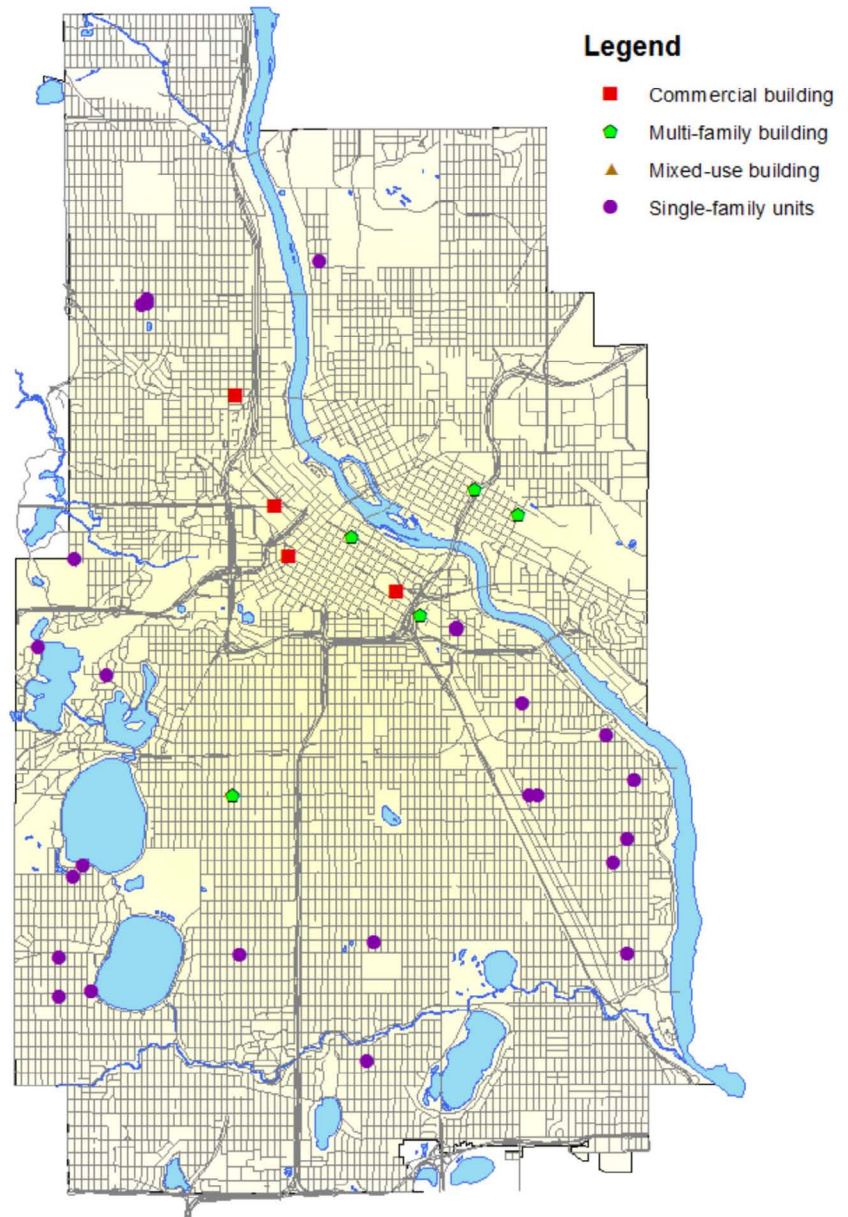 Legend
Commercial building
Multi-family building
Mixed-use building
Single-family units